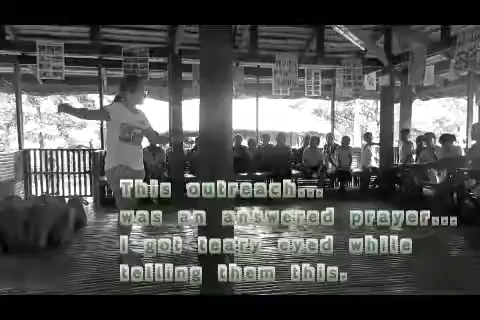 This outreach...
was an answered prayer...
I got teary eyed while
telling them this.